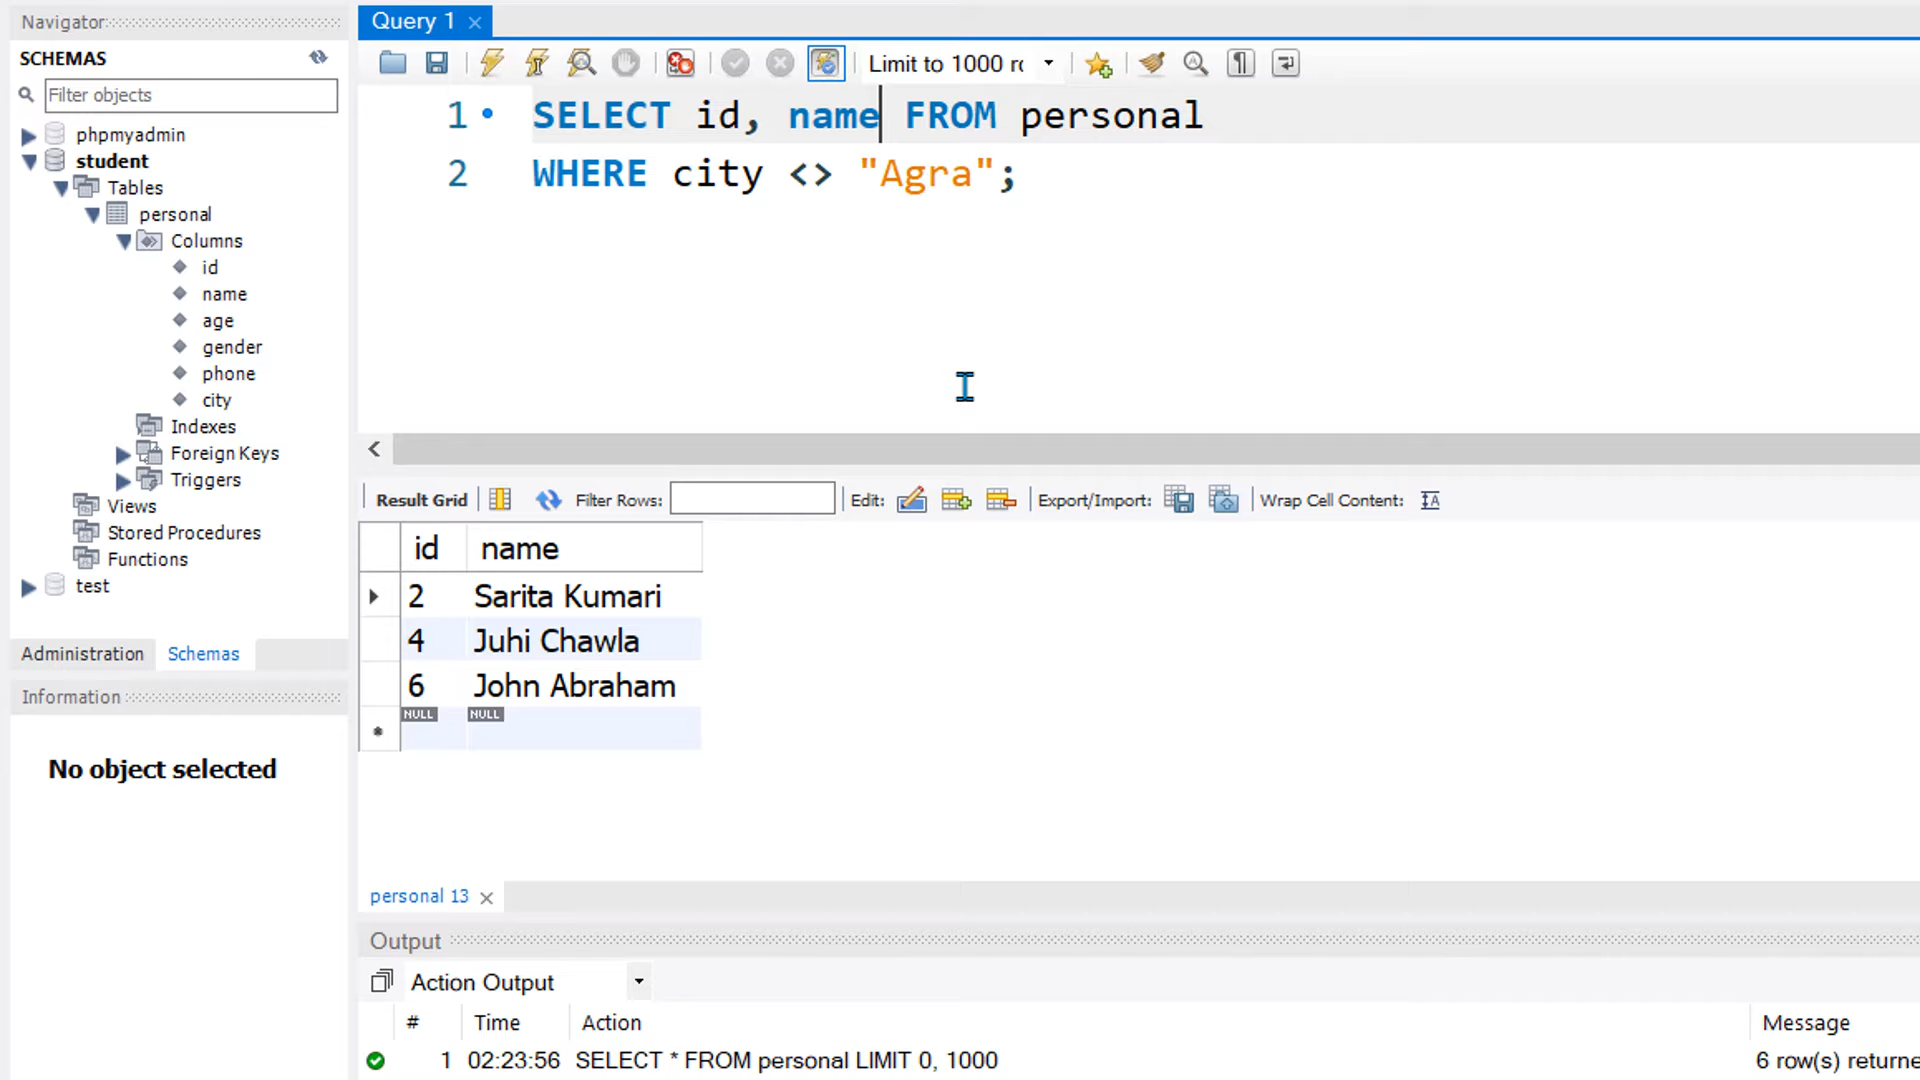 Navigator
SCHEMAS
Filter objects
phpmyadmin
student
Tables
personal
Columns
id
name
age
gender
phone
city
Indexes
Foreign Keys
Triggers
Views
Stored Procedures
Functions
test
Administration Schemas
Information
No object selected
Query 1
Limit to 1000 rc
1 SELECT id, name FROM personal
2 WHERE city <> "Agra";
Result Grid Filter Rows: Edit: Export/Import: Wrap Cell Content:
id name
2 Sarita Kumari
4 Juhi Chawla
6 John Abraham
NULL NULL
personal 13
Output
Action Output
# Time Action Message
1 02:23:56 SELECT * FROM personal LIMIT 0, 1000 6 row(s) returne